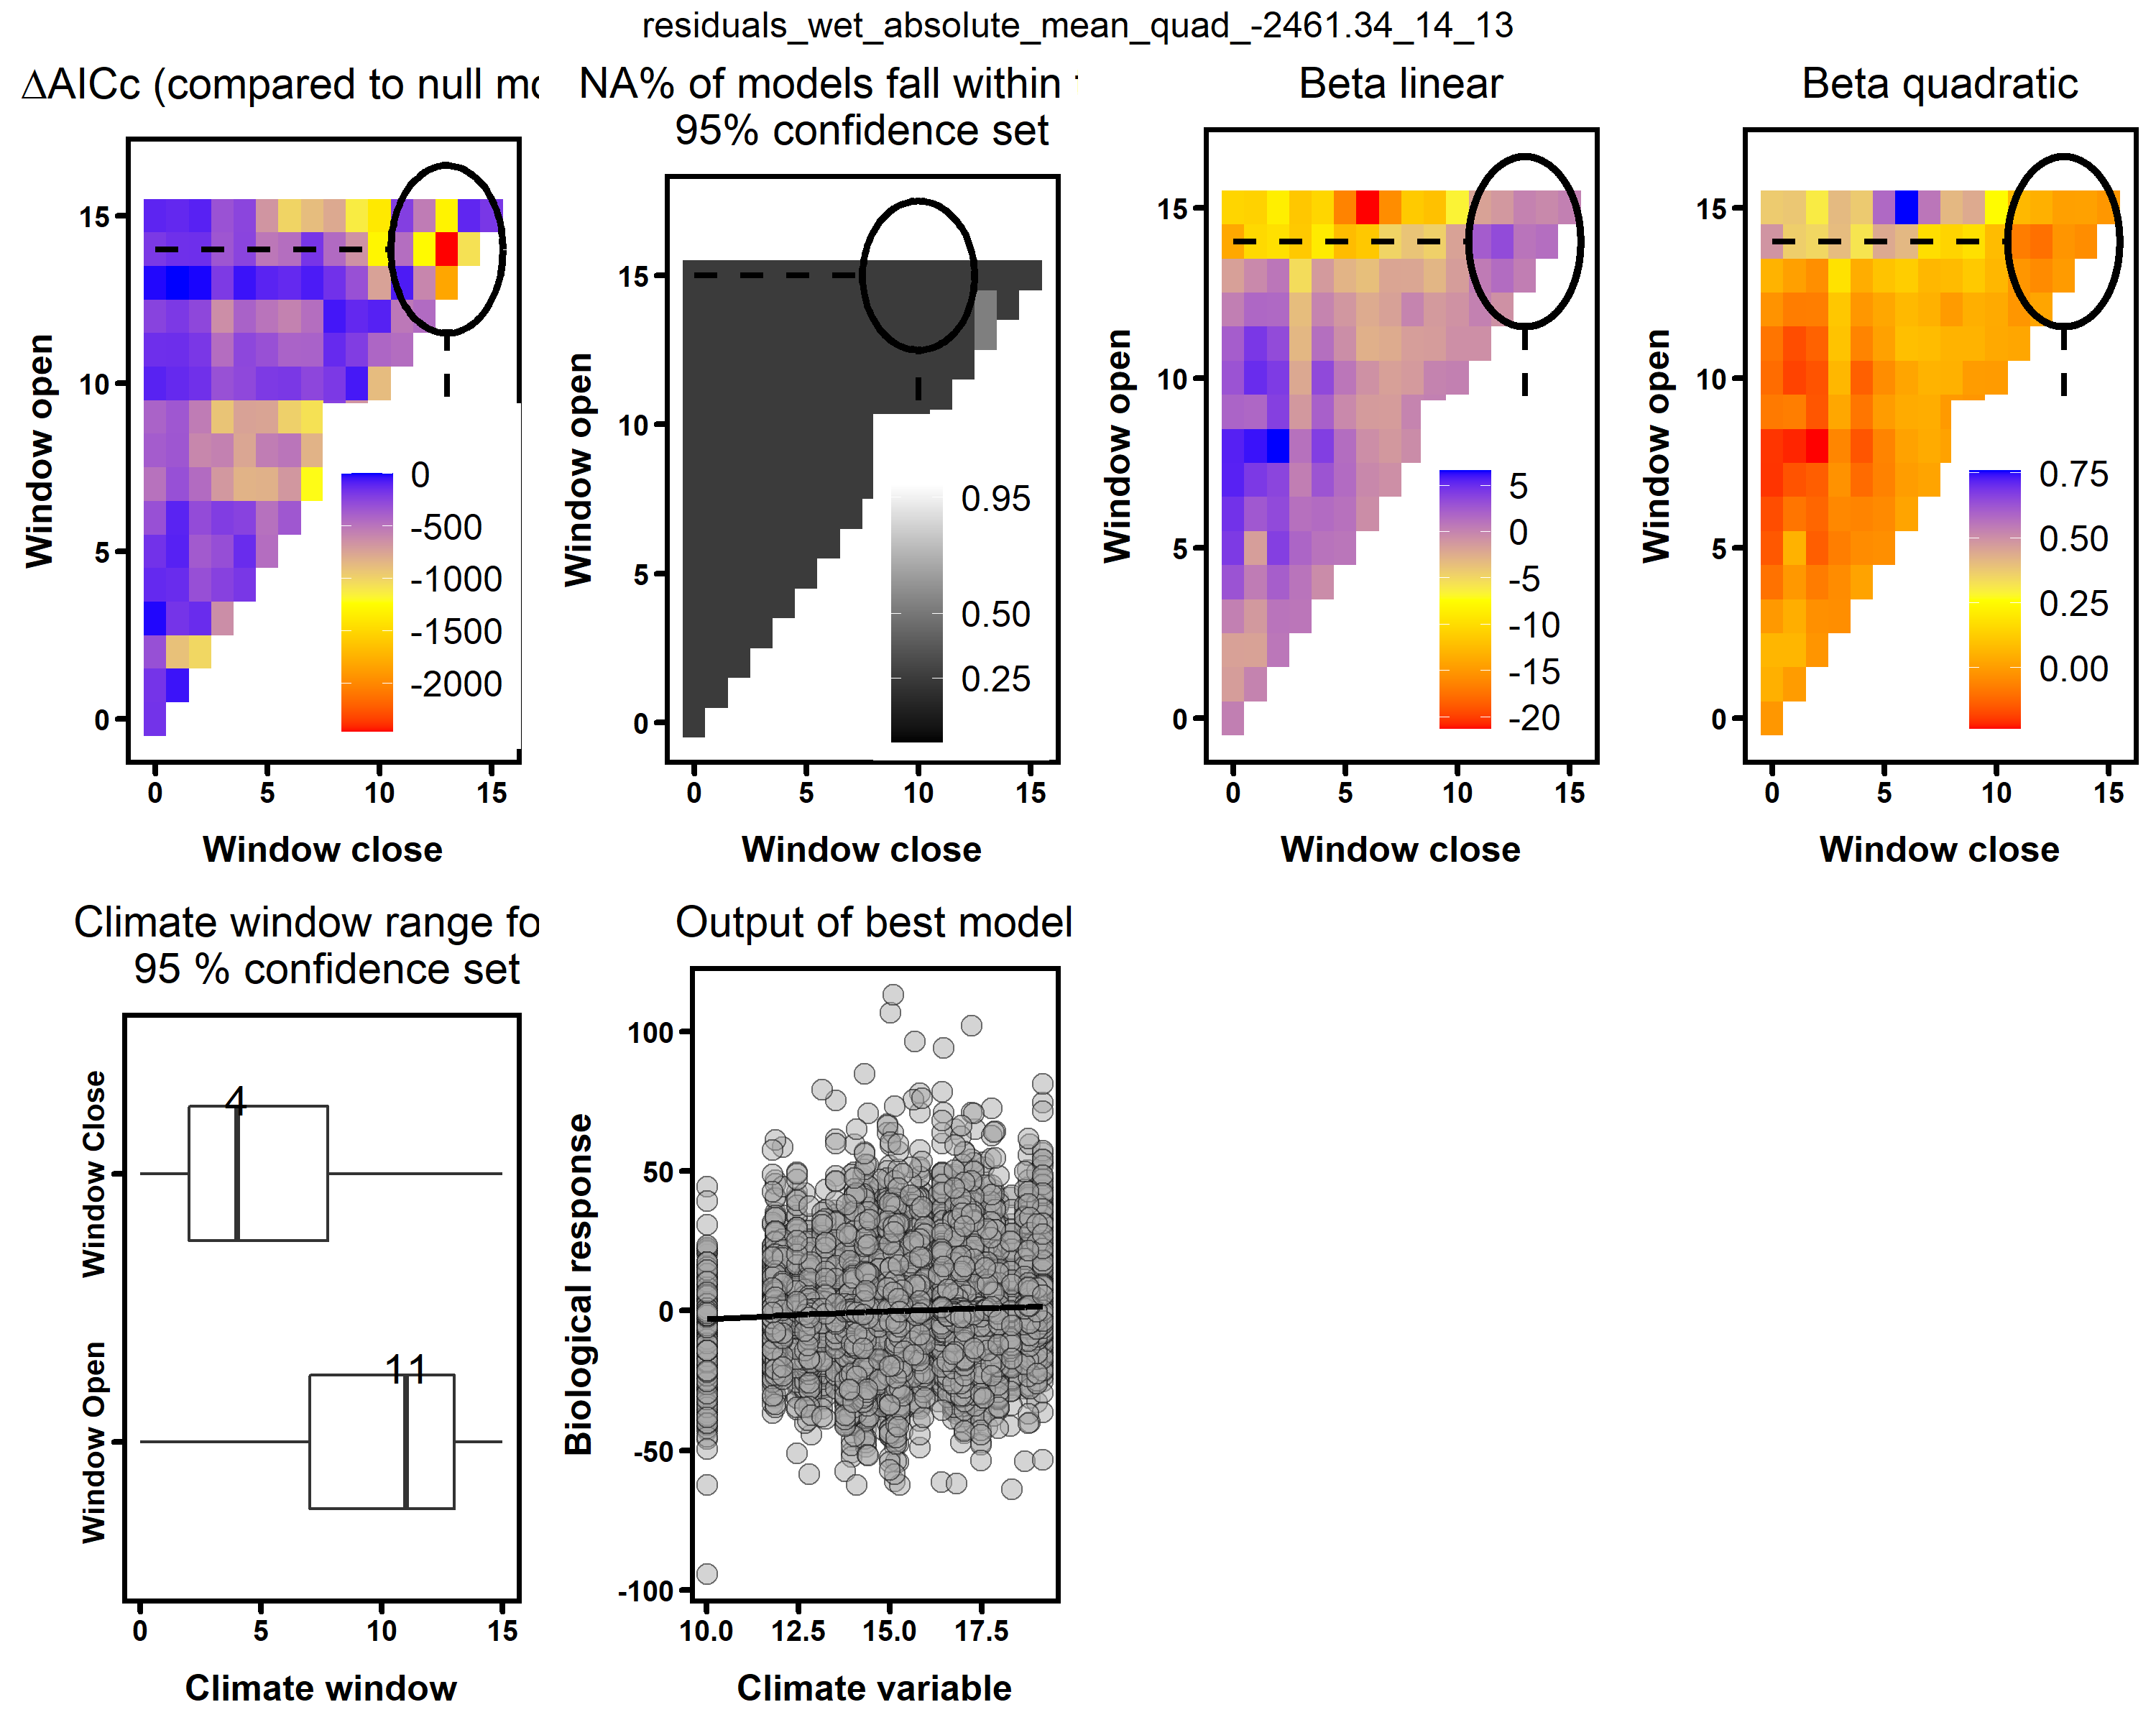 residuals_wet_absolute_mean_quad_-2461.34_14_13
ΔAICc (compared to null mo
Window open
15
10
5
0
0
-500
-1000
-1500
-2000
0 5 10 15
Window close
NA% of models fall within
95% confidence set
Window open
15
10
5
0
0.95
0.50
0.25
0 5 10 15
Window close
Beta linear
Window open
15
10
5
0
5
0
-5
-10
-15
-20
0 5 10 15
Window close
Beta quadratic
Window open
15
10
5
0
0.75
0.50
0.25
0.00
0 5 10 15
Window close
Climate window range fo
95 % confidence set
Window Close
4
Window Open
11
0 5 10 15
Climate window
Output of best model
Biological response
100
50
0
-50
-100
10.0 12.5 15.0 17.5
Climate variable